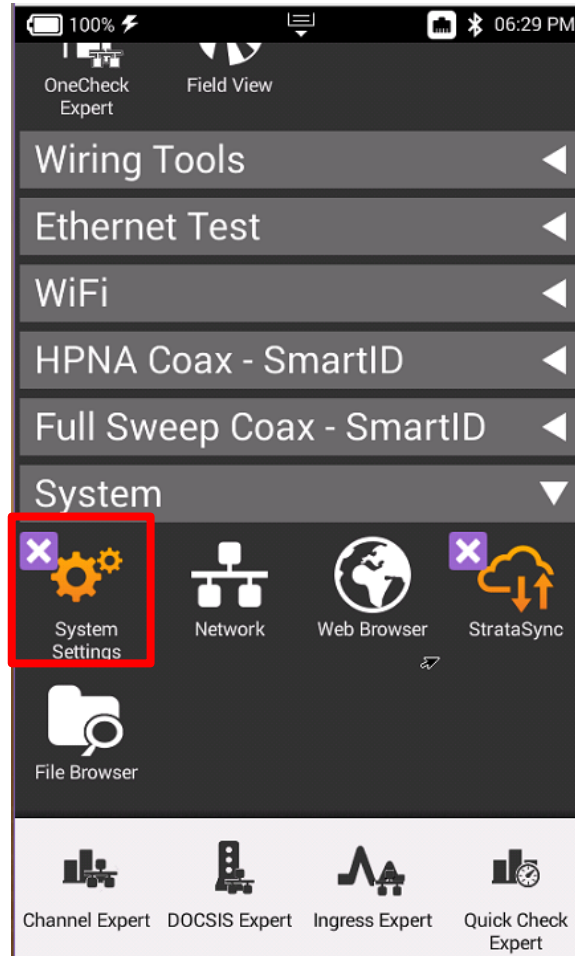 100% 06:29 PM
OneCheck Expert
Field View
Wiring Tools
Ethernet Test
WiFi
HPNA Coax - SmartID
Full Sweep Coax - SmartID
System
System Settings
Network
Web Browser
StrataSync
File Browser
Channel Expert
DOCSIS Expert
Ingress Expert
Quick Check Expert